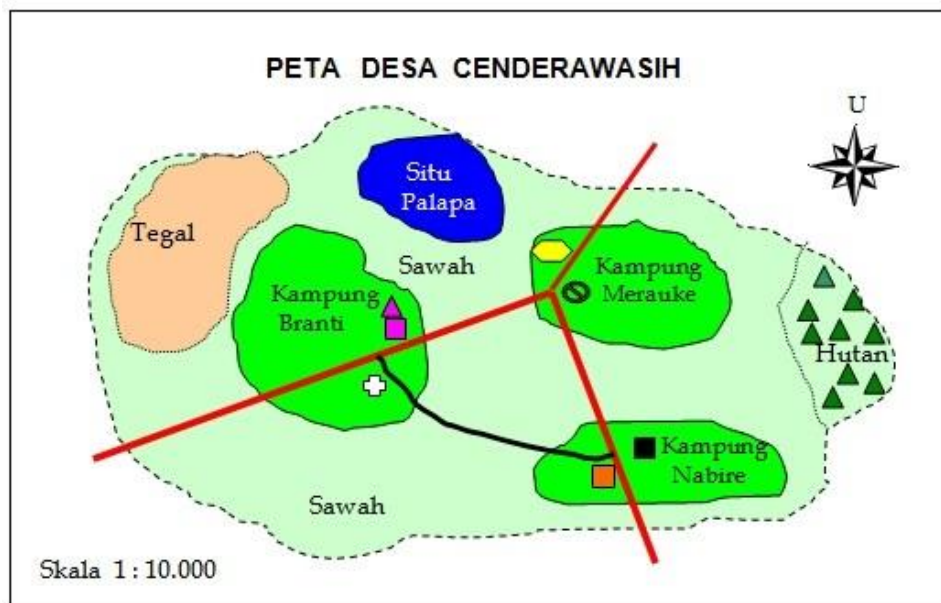 PETA DESA CENDERAWASIH
U
Situ
Palapa
Tegal
Sawah
Kampung
Merauke
Kampung
Branti
Hutan
Kampung
Nabire
Sawah
Skala 1 : 10.000